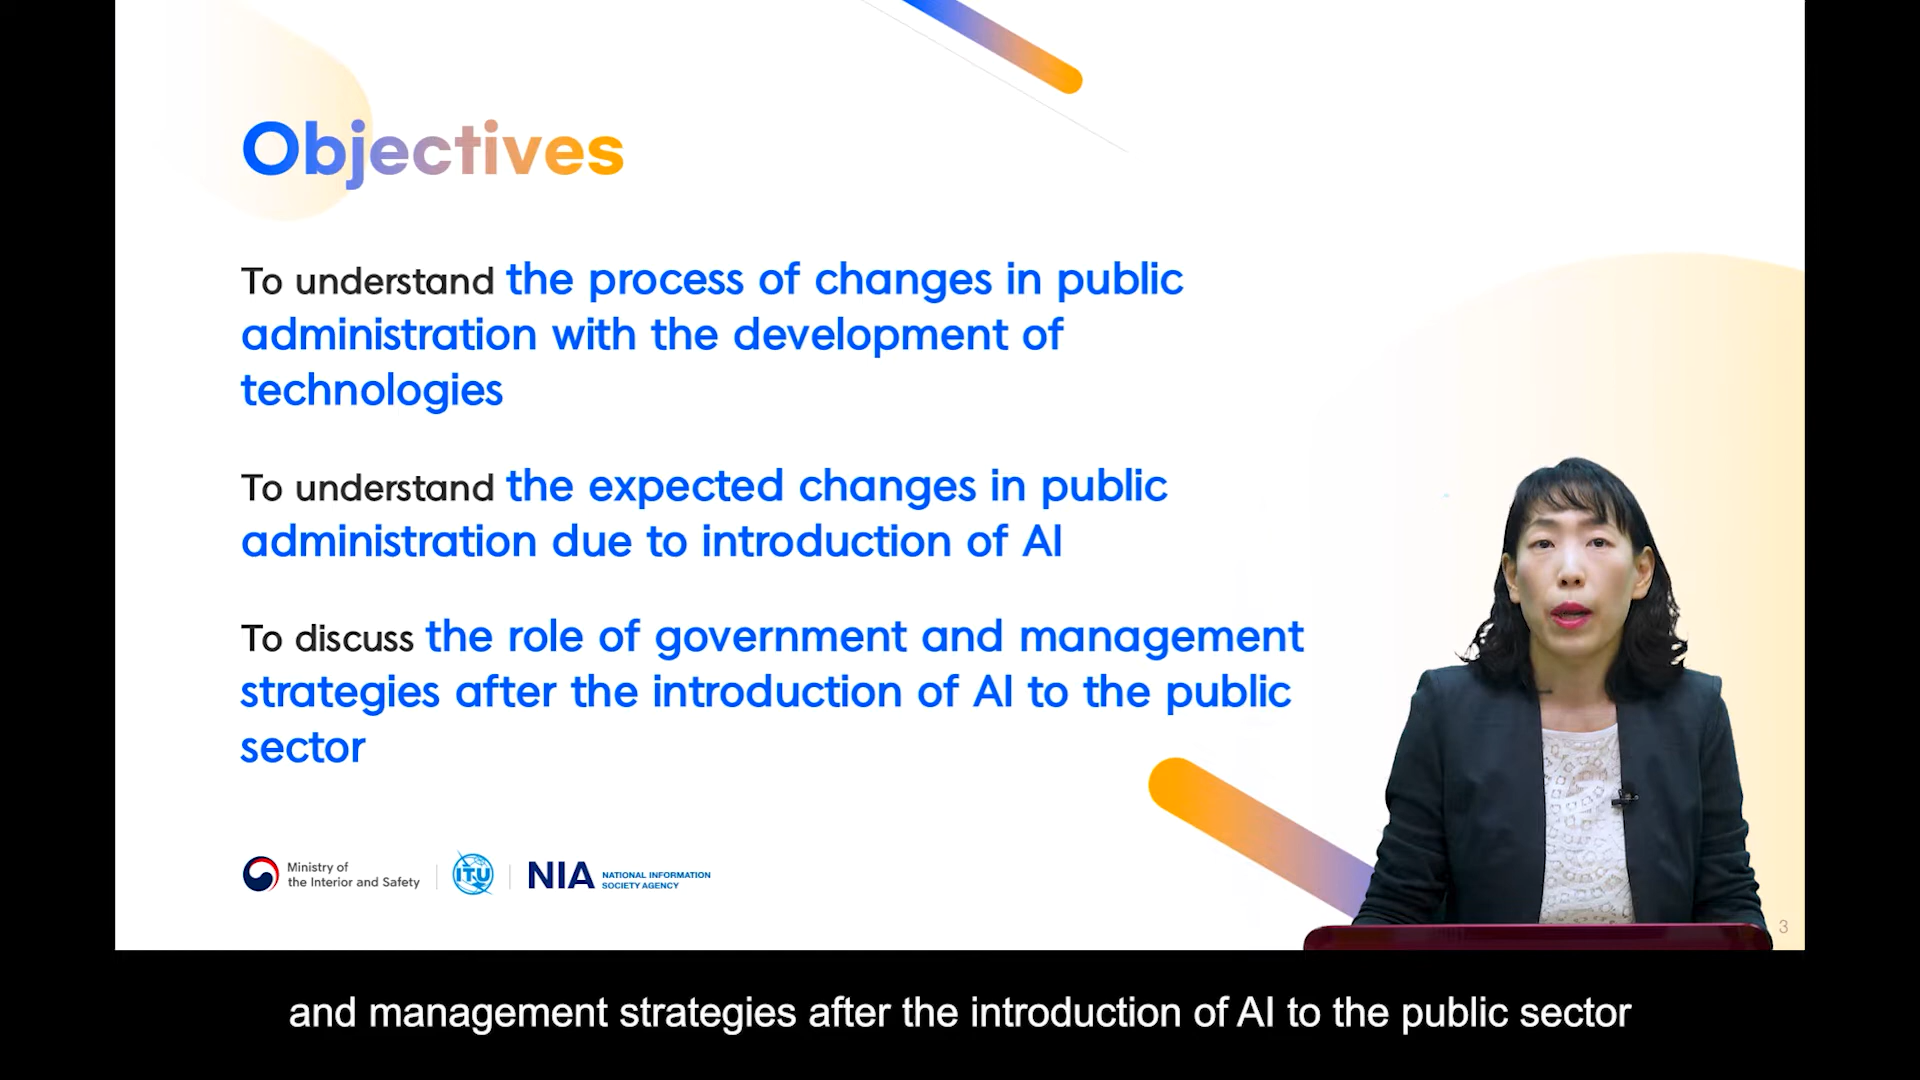 Objectives
To understand the process of changes in public
administration with the development of
technologies
To understand the expected changes in public
administration due to introduction of AI
To discuss the role of government and management
strategies after the introduction of AI to the public
sector
Ministry of
the Interior and Safety
ITU
NIA NATIONAL INFORMATION
SOCIETY AGENCY
3
and management strategies after the introduction of AI to the public sector